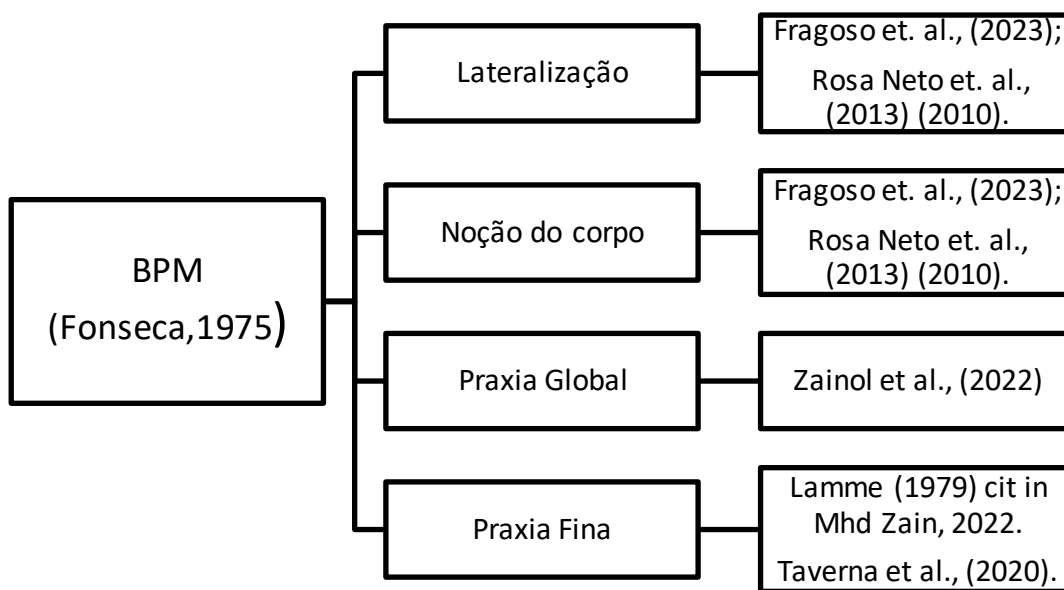 BPM
(Fonseca,1975)
Lateralização
Fragoso et. al., (2023);
Rosa Neto et. al.,
(2013) (2010).
Noção do corpo
Fragoso et. al., (2023);
Rosa Neto et. al.,
(2013) (2010).
Praxia Global
Zainol et al., (2022)
Praxia Fina
Lamme (1979) cit in
Mhd Zain, 2022.
Taverna et al., (2020).